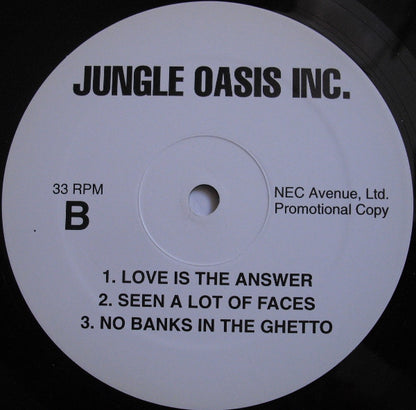 JUNGLE OASIS INC.
33 RPM
B
NEC Avenue, Ltd.
Promotional Copy
1. LOVE IS THE ANSWER
2. SEEN A LOT OF FACES
3. NO BANKS IN THE GHETTO